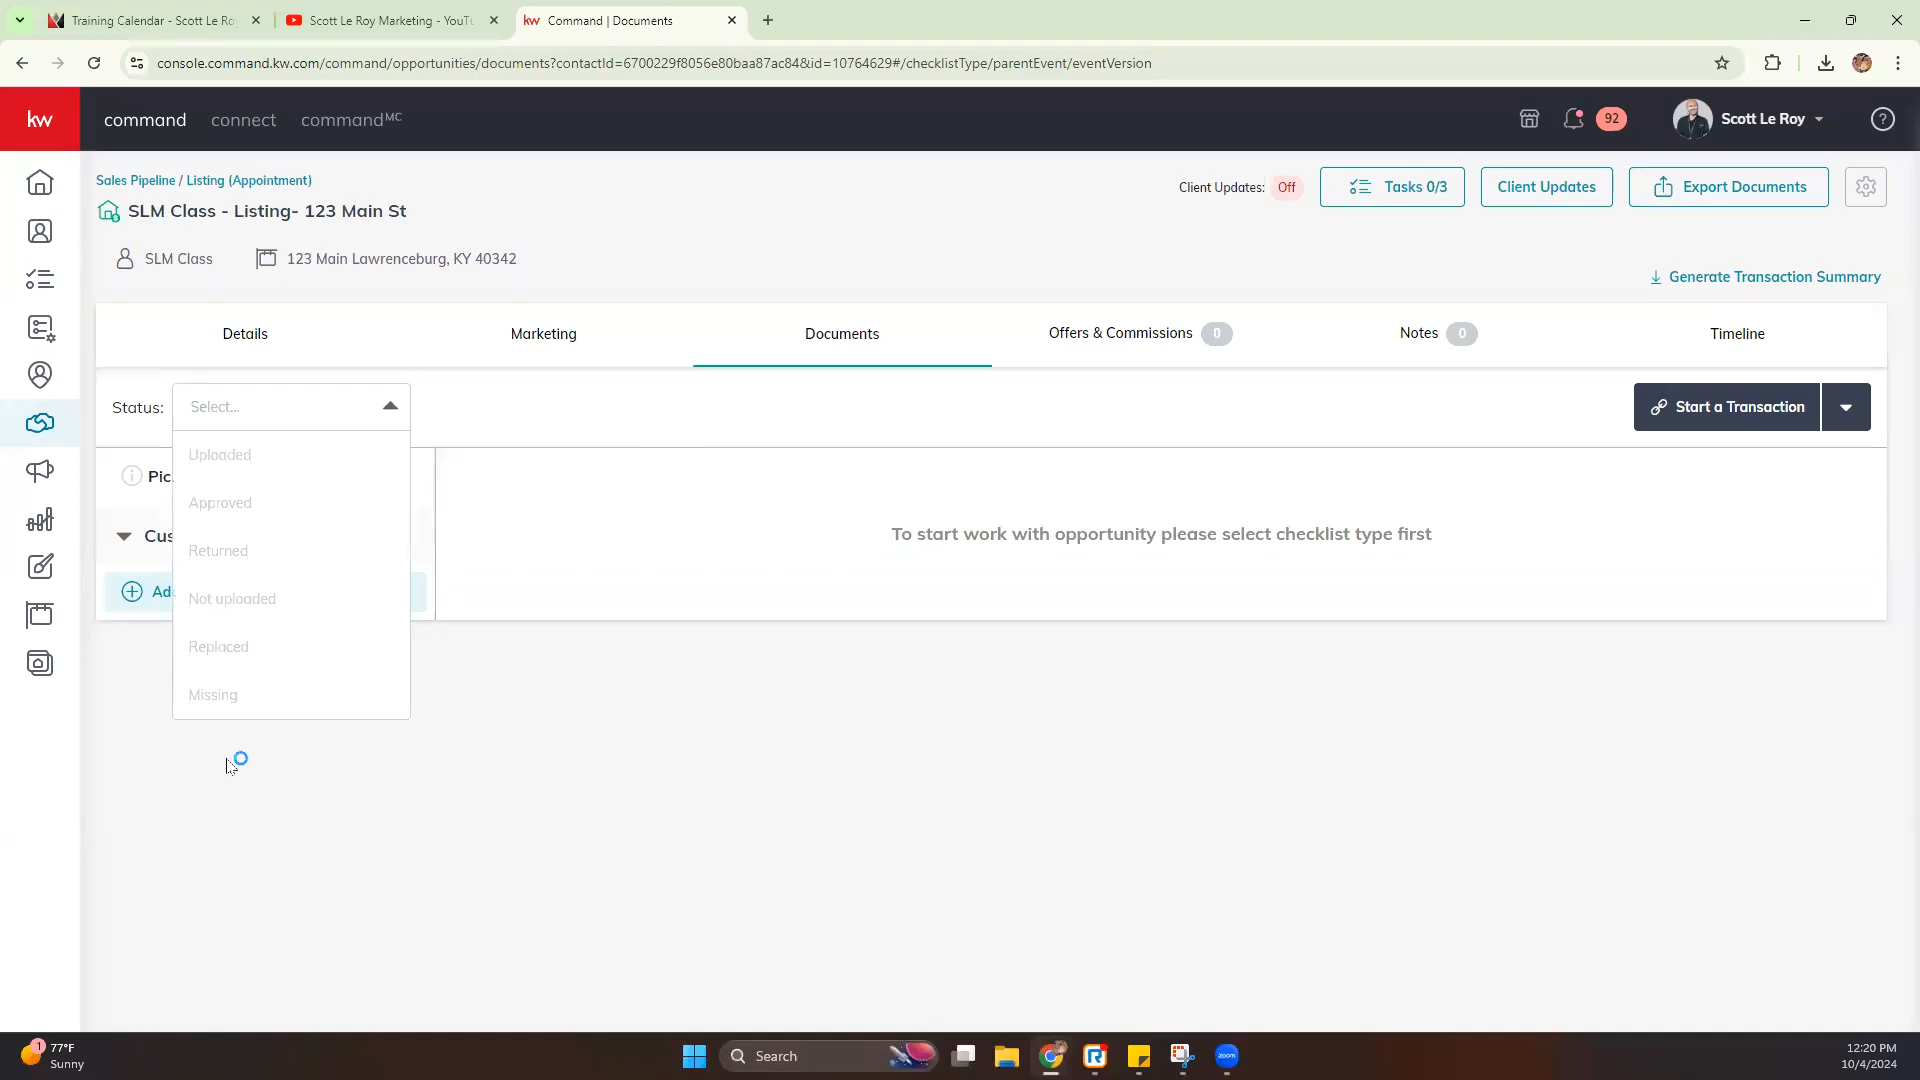 Training Calendar - Scott Le Ro
Scott Le Roy Marketing - YouTu
kw Command | Documents
console.command.kw.com/command/opportunities/documents?contactId=6700229f8056e80baa87ac84&id=10764629#/checklistType/parentEvent/eventVersion
kw command connect commandMC
92
Scott Le Roy
Sales Pipeline / Listing (Appointment)
SLM Class - Listing- 123 Main St
Client Updates: Off
Tasks 0/3
Client Updates
Export Documents
SLM Class
123 Main Lawrenceburg, KY 40342
Generate Transaction Summary
Details
Marketing
Documents
Offers & Commissions 0
Notes 0
Timeline
Status: Select...
Start a Transaction
Uploaded
Pic
Approved
Cus
To start work with opportunity please select checklist type first
Returned
Add
Not uploaded
Replaced
Missing
1
77°F
Sunny
Search
zoom
12:20 PM
10/4/2024